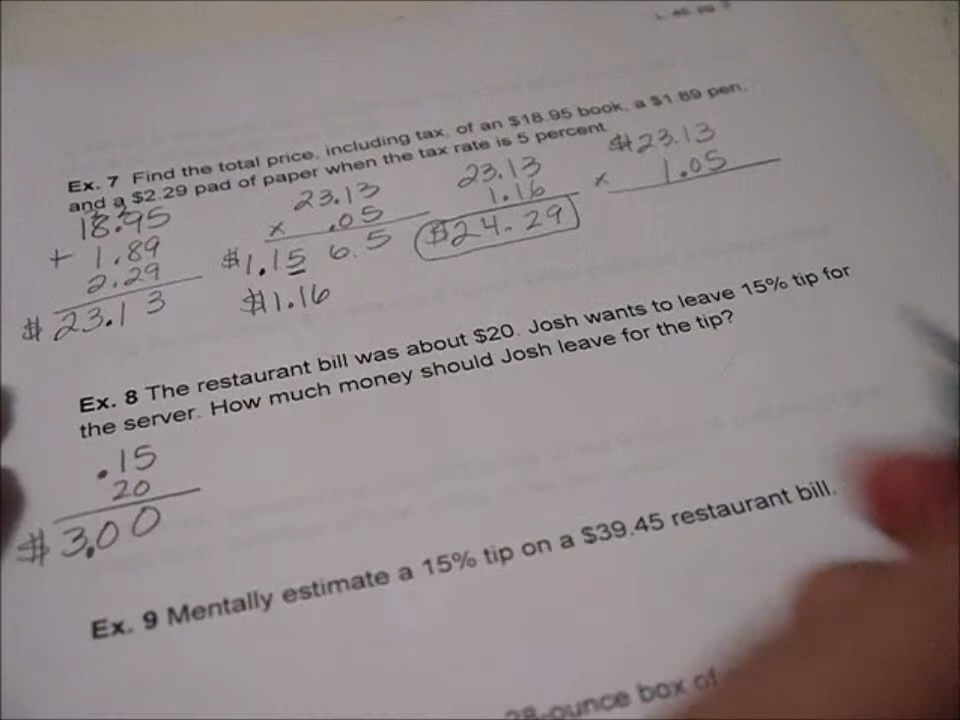 Ex. 7 Find the total price, including tax, of an $18.95 book, a $1.89 pen,
and a $2.29 pad of paper when the tax rate is 5 percent
18.95
+ 1.89
2.29
$ 23.13
23.13
x .05
$1.15 6.5
$1.16
23.13
1.16
$24.29
$23.13
x 1.05
Ex. 8 The restaurant bill was about $20. Josh wants to leave 15% tip for
the server. How much money should Josh leave for the tip?
.15
20
$ 3.00
Ex. 9 Mentally estimate a 15% tip on a $39.45 restaurant bill.
-ounce box of